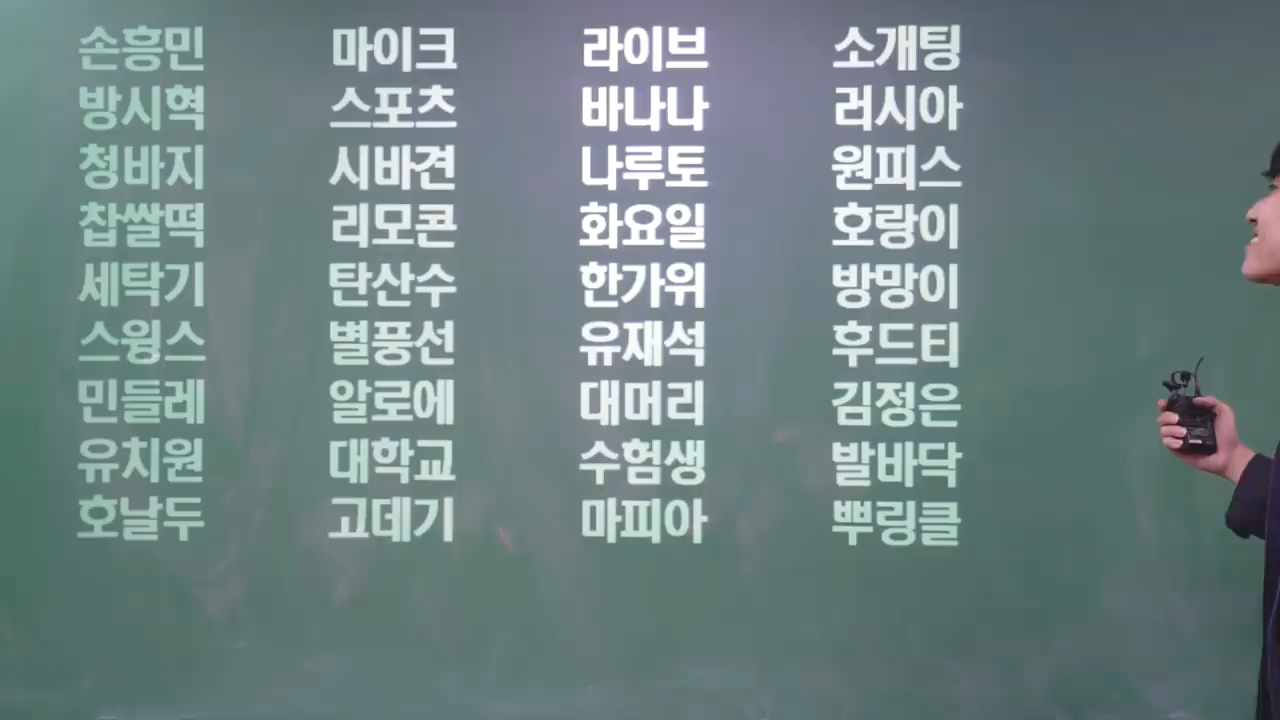 손흥민 마이크 라이브 소개팅
방시혁 스포츠 바나나 러시아
청바지 시바견 나루토 원피스
찹쌀떡 리모콘 화요일 호랑이
세탁기 탄산수 한가위 방망이
스윙스 별풍선 유재석 후드티
민들레 알로에 대머리 김정은
유치원 대학교 수험생 발바닥
호날두 고데기 마피아 뿌링클